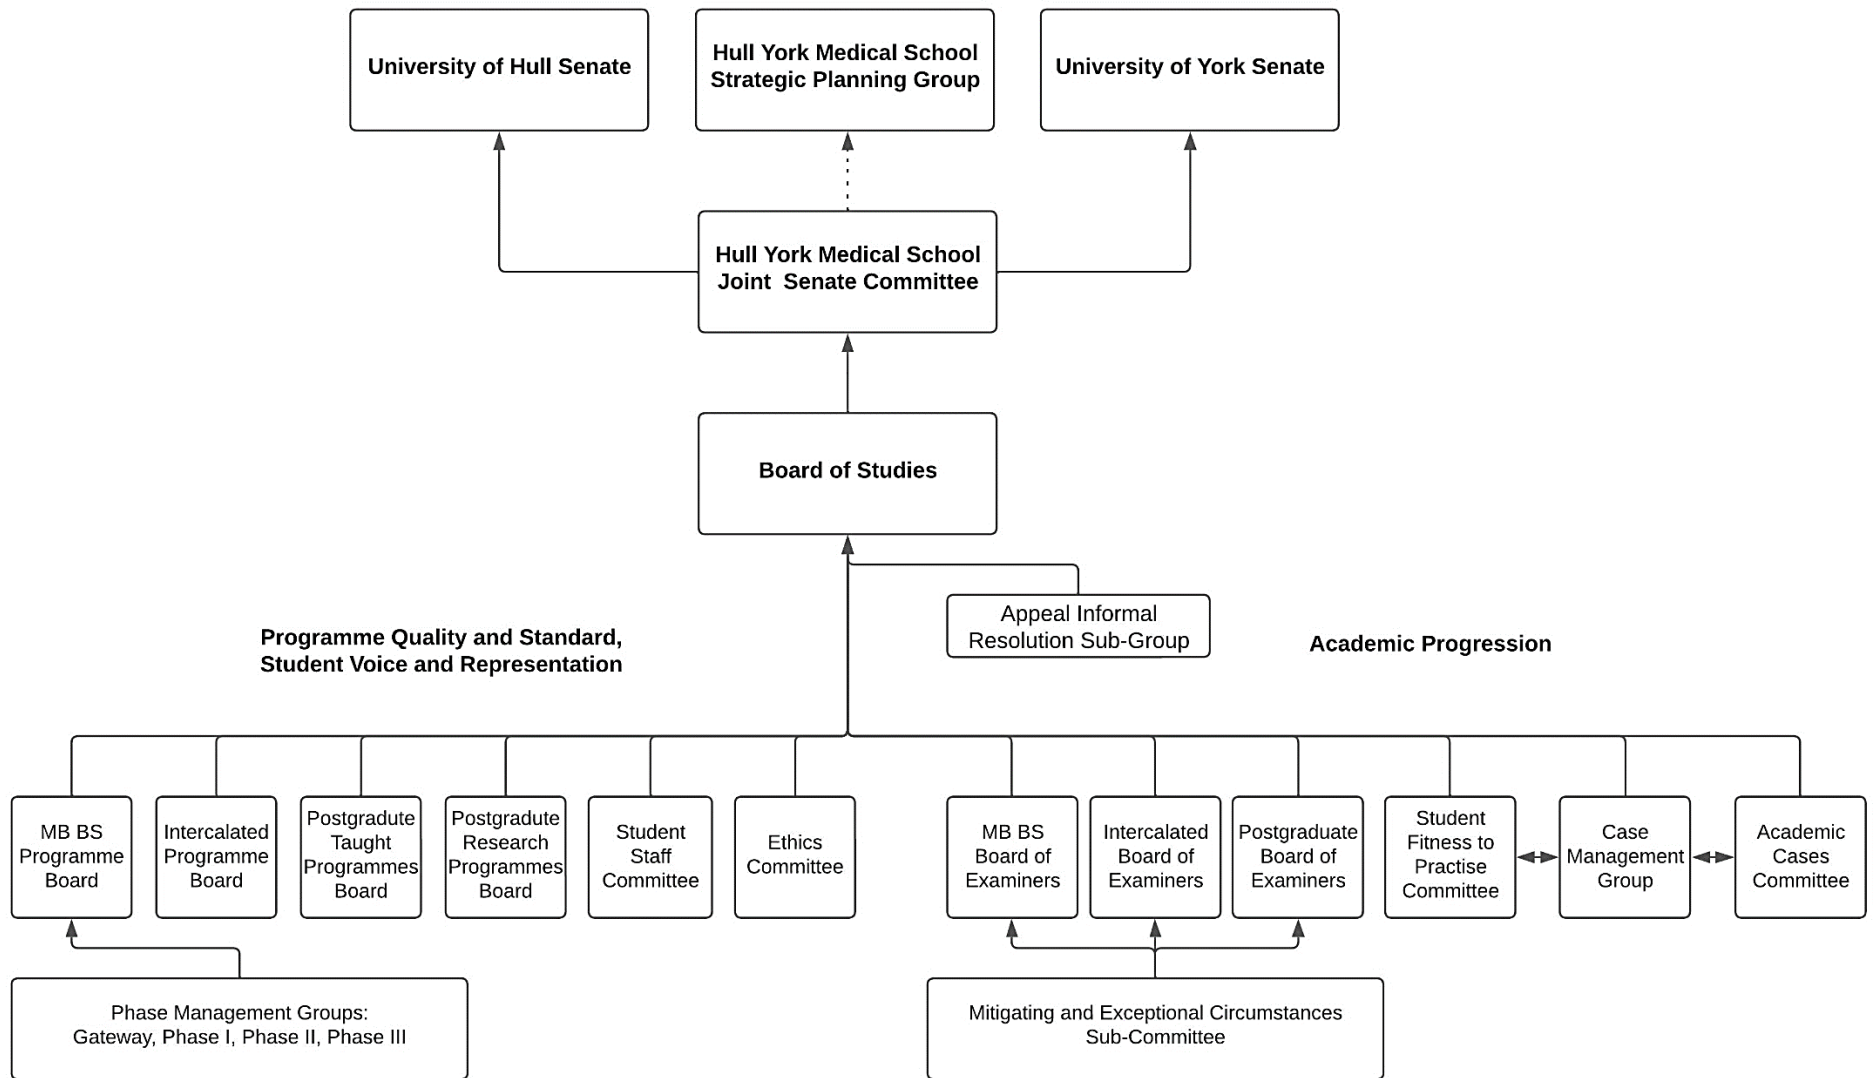 University of Hull Senate
Hull York Medical School
Strategic Planning Group
University of York Senate
Hull York Medical School
Joint  Senate Committee
Board of Studies
Appeal Informal
Resolution Sub-Group
Programme Quality and Standard,
Student Voice and Representation
Academic Progression
MB BS
Programme
Board
Intercalated
Programme
Board
Postgradute
Taught
Programmes
Board
Postgradute
Research
Programmes
Board
Student
Staff
Committee
Ethics
Committee
MB BS
Board of
Examiners
Intercalated
Board of
Examiners
Postgraduate
Board of
Examiners
Student
Fitness to
Practise
Committee
Case
Management
Group
Academic
Cases
Committee
Phase Management Groups:
Gateway, Phase I, Phase II, Phase III
Mitigating and Exceptional Circumstances
Sub-Committee